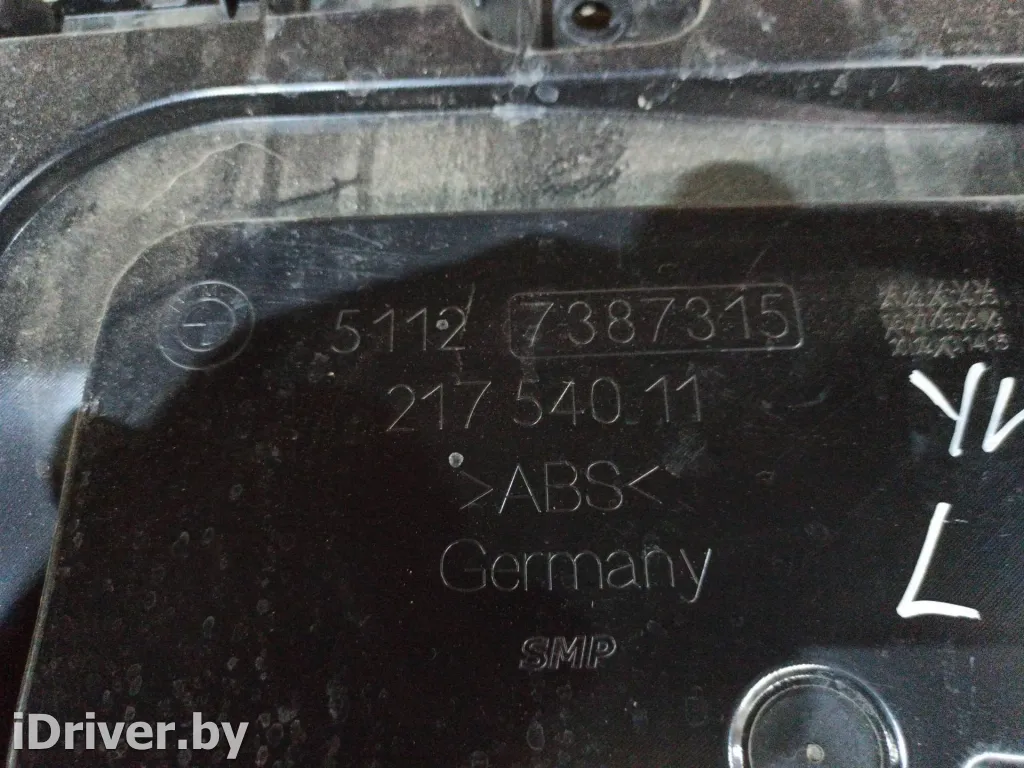 5112 7387315
217 540 11
>ABS<
Germany
SMP
iDriver.by